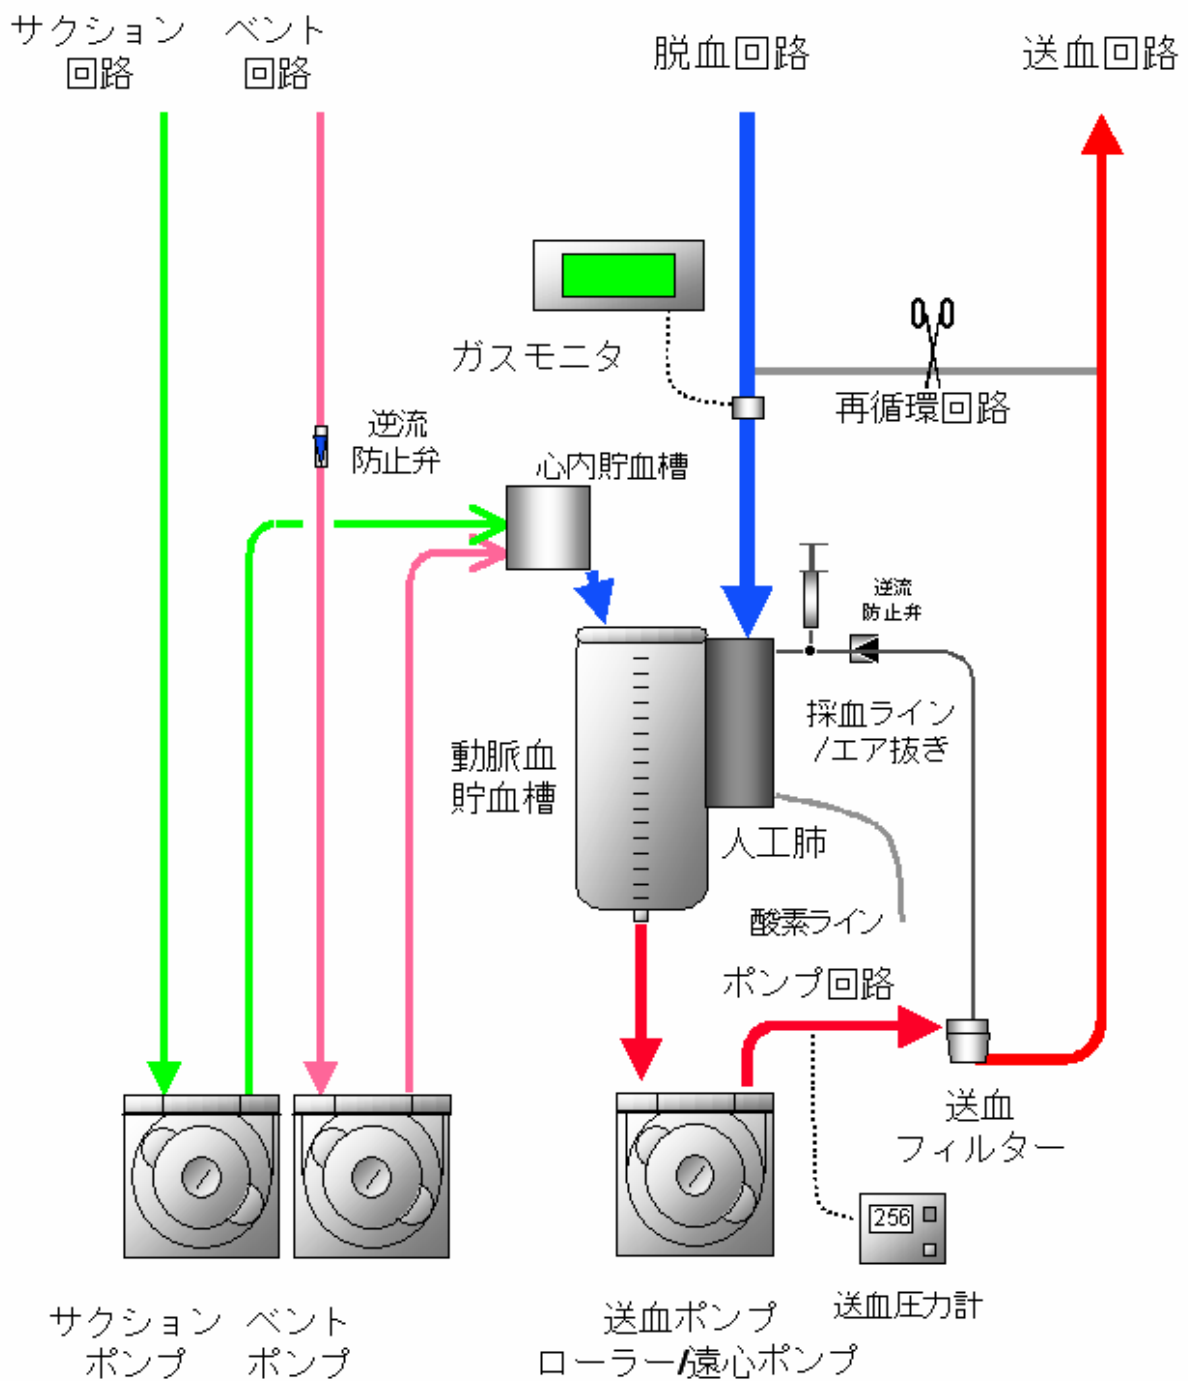 サクション
回路
ベント
回路
脱血回路
送血回路
ガスモニタ
再循環回路
逆流
防止弁
心内貯血槽
逆流
防止弁
採血ライン
/エア抜き
動脈血
貯血槽
人工肺
酸素ライン
ポンプ回路
送血
フィルター
256
送血圧力計
サクション
ポンプ
ベント
ポンプ
送血ポンプ
ローラー/遠心ポンプ